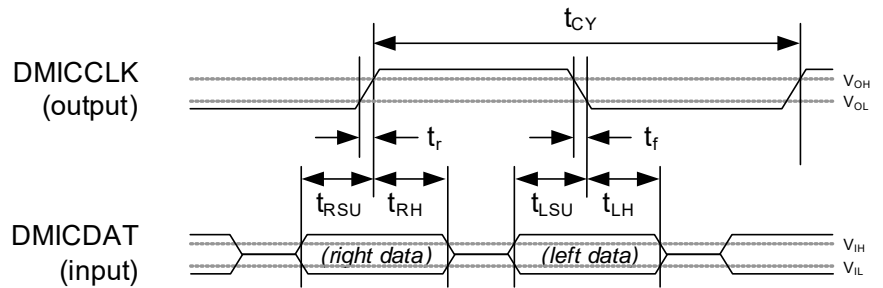 tCY
DMICCLK
(output)
VOH
VOL
tr
tf
tRSU
tRH
tLSU
tLH
DMICDAT
(input)
(right data)
(left data)
VIH
VIL